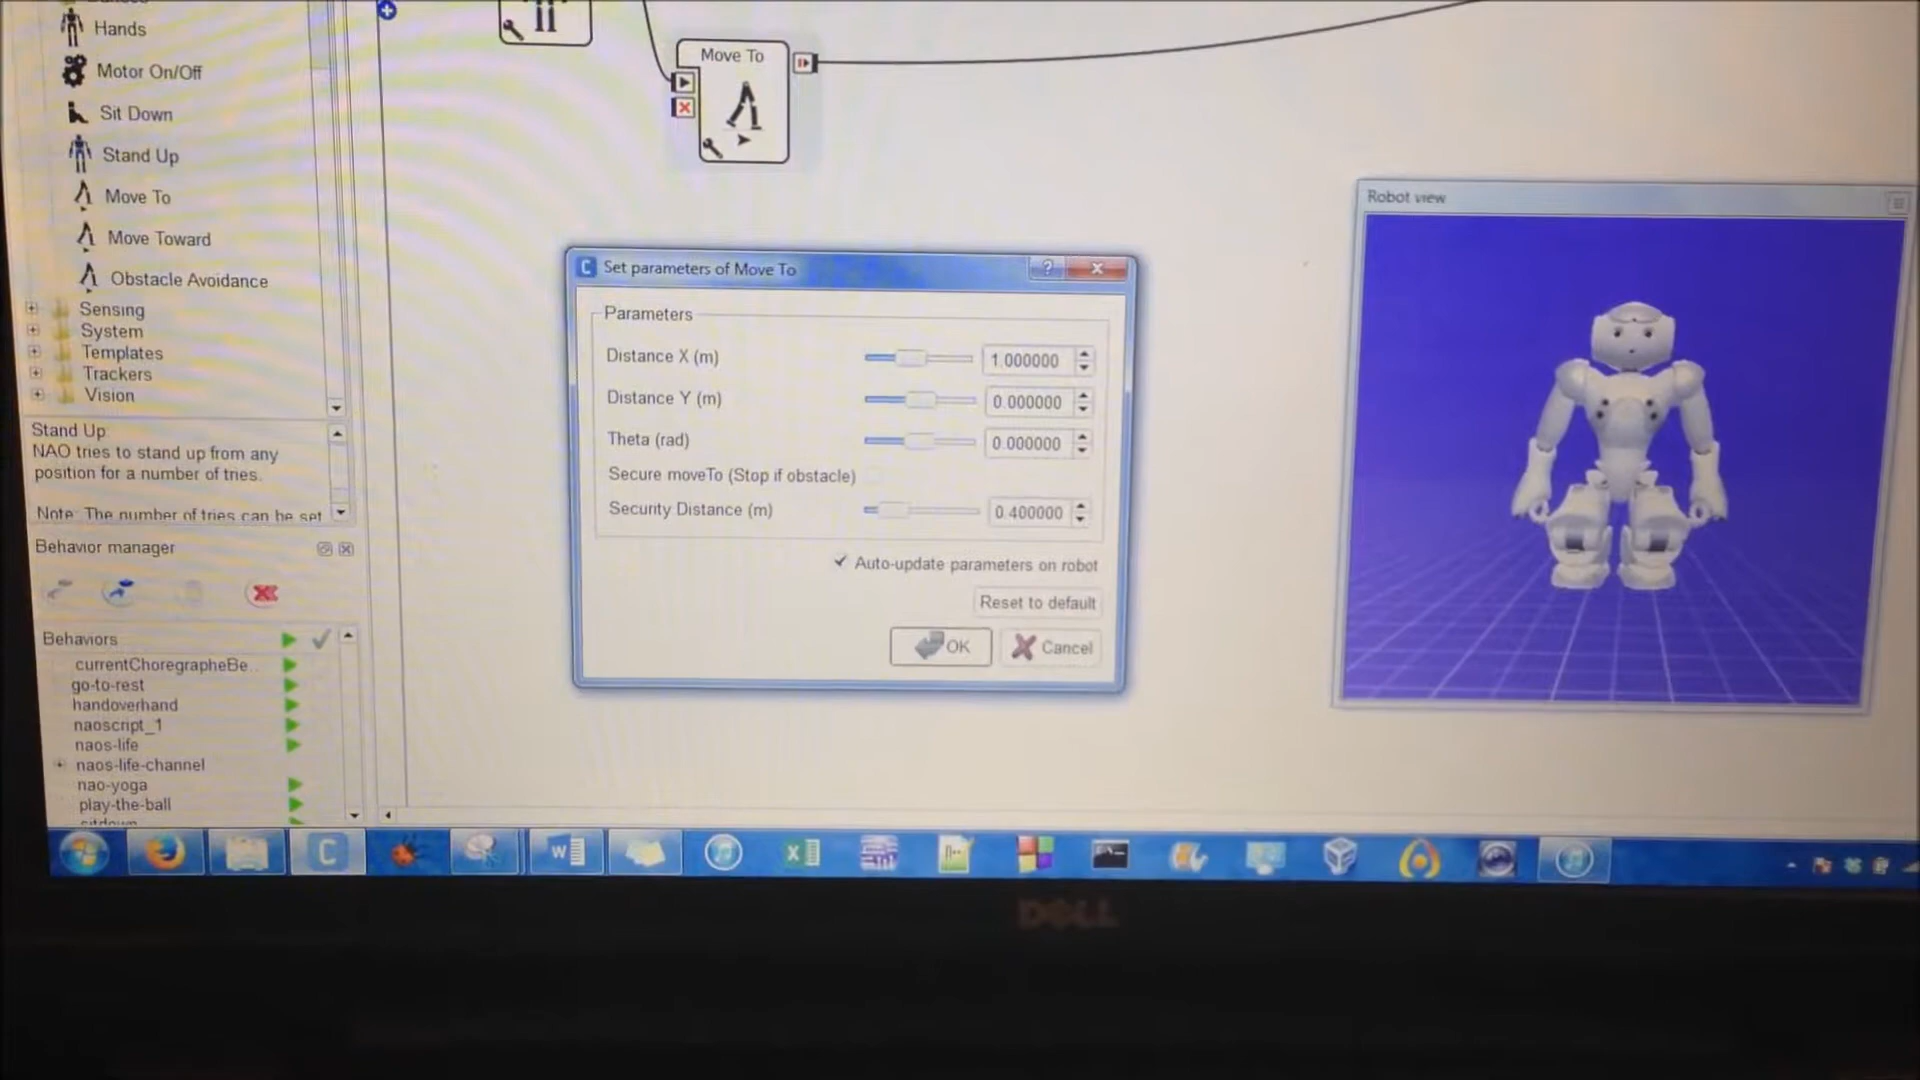 Hands
Motor On/Off
Sit Down
Stand Up
Move To
Move Toward
Obstacle Avoidance
Sensing
System
Templates
Trackers
Vision
Stand Up
NAO tries to stand up from any
position for a number of tries.
Note: The number of tries can be set
Behavior manager
Behaviors
currentChoregrapheBe..
go-to-rest
handoverhand
naoscript_1
naos-life
naos-life-channel
nao-yoga
play-the-ball
Move To
Set parameters of Move To
Parameters
Distance X (m)
1.000000
Distance Y (m)
0.000000
Theta (rad)
0.000000
Secure moveTo (Stop if obstacle)
Security Distance (m)
0.400000
Auto-update parameters on robot
Reset to default
OK
Cancel
Robot view
DELL